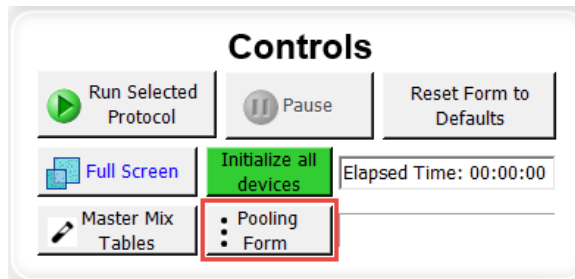 Controls
Run Selected
Protocol
Pause
Reset Form to
Defaults
Full Screen
Initialize all
devices
Elapsed Time: 00:00:00
Master Mix
Tables
Pooling
Form